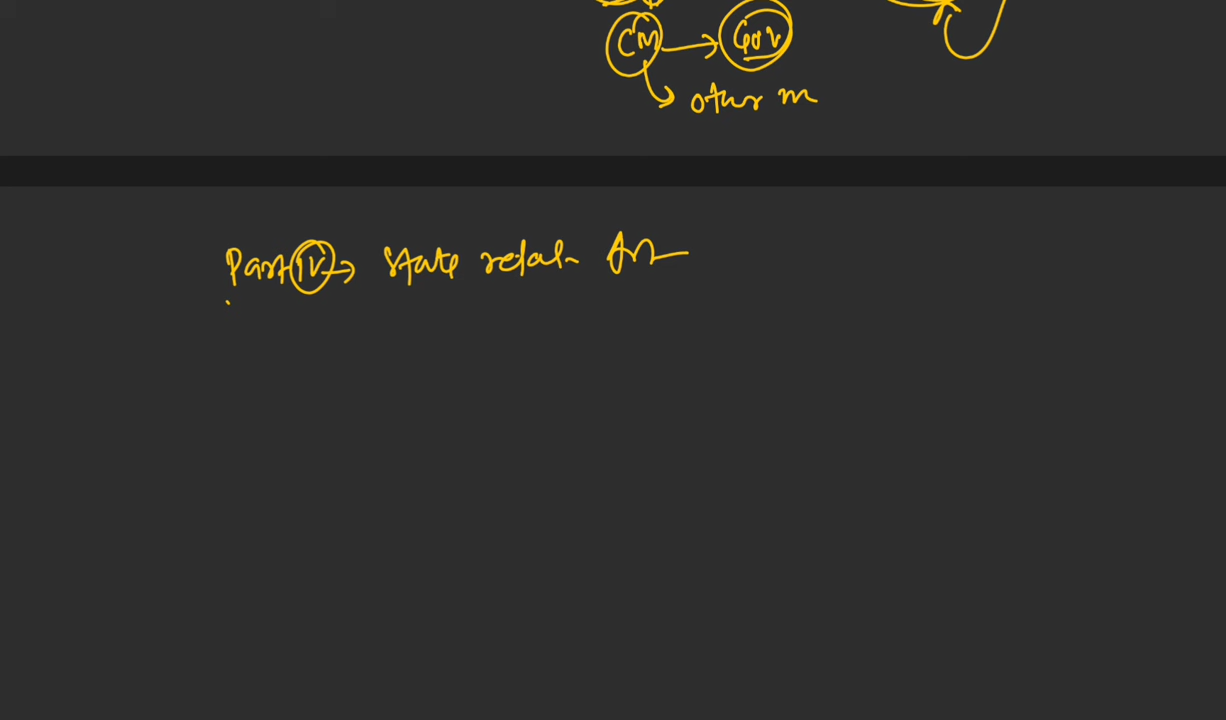 CM → Gov
other m
Part IV → State relat